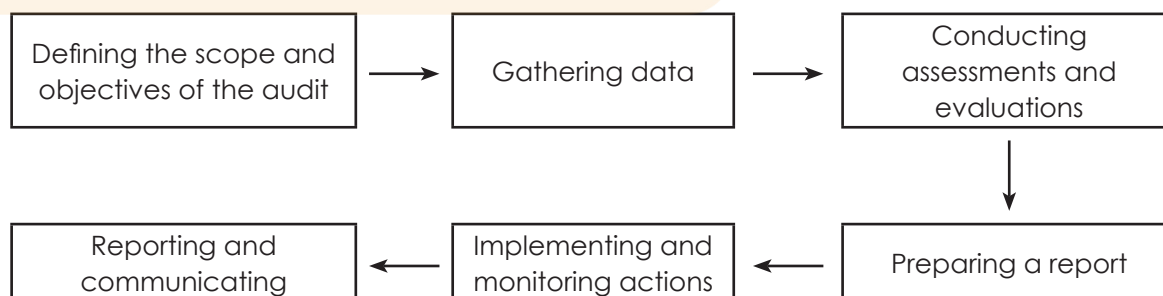 Defining the scope and
objectives of the audit
Gathering data
Conducting
assessments and
evaluations
Preparing a report
Implementing and
monitoring actions
Reporting and
communicating